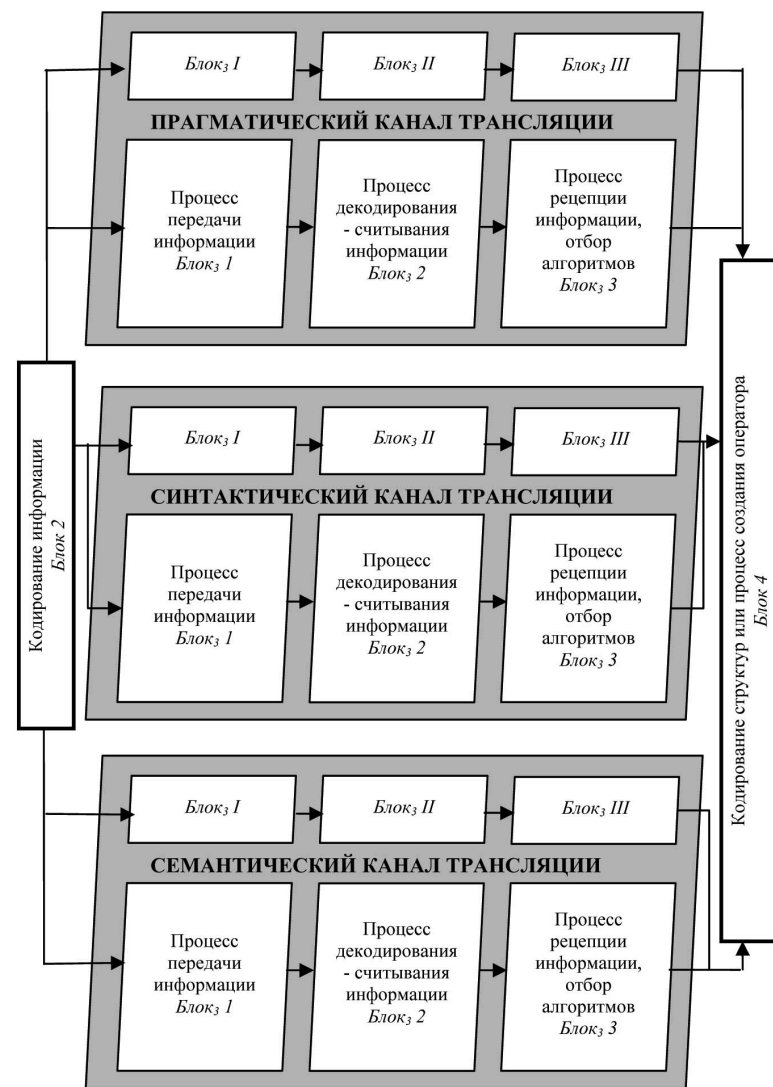 Блок₃ I
Блок₃ II
Блок₃ III
ПРАГМАТИЧЕСКИЙ КАНАЛ ТРАНСЛЯЦИИ
Процесс
передачи
информации
Блок₃ 1
Процесс
декодирования
- считывания
информации
Блок₃ 2
Процесс
рецепции
информации,
отбор
алгоритмов
Блок₃ 3
Кодирование информации
Блок 2
Блок₃ I
Блок₃ II
Блок₃ III
СИНТАКТИЧЕСКИЙ КАНАЛ ТРАНСЛЯЦИИ
Процесс
передачи
информации
Блок₃ 1
Процесс
декодирования
- считывания
информации
Блок₃ 2
Процесс
рецепции
информации,
отбор
алгоритмов
Блок₃ 3
Кодирование структур или процесс создания оператора
Блок 4
Блок₃ I
Блок₃ II
Блок₃ III
СЕМАНТИЧЕСКИЙ КАНАЛ ТРАНСЛЯЦИИ
Процесс
передачи
информации
Блок₃ 1
Процесс
декодирования
- считывания
информации
Блок₃ 2
Процесс
рецепции
информации,
отбор
алгоритмов
Блок₃ 3